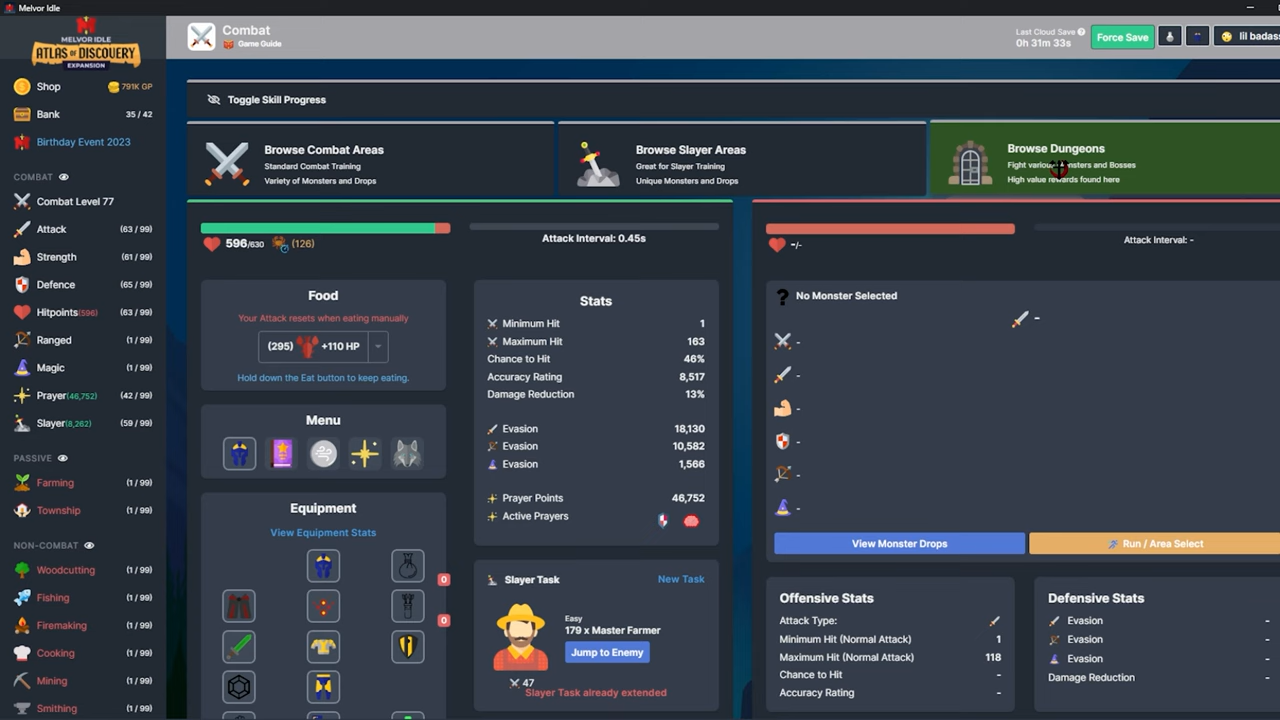 Melvor Idle
MELVOR IDLE
ATLAS OF DISCOVERY
EXPANSION
Combat
Game Guide
Last Cloud Save
0h 31m 33s
Force Save
lil badass
Shop 791K GP
Bank 35 / 42
Birthday Event 2023
COMBAT
Combat Level 77
Attack (63 / 99)
Strength (61 / 99)
Defence (65 / 99)
Hitpoints(596) (63 / 99)
Ranged (1 / 99)
Magic (1 / 99)
Prayer(46,752) (42 / 99)
Slayer(8,262) (59 / 99)
PASSIVE
Farming (1 / 99)
Township (1 / 99)
NON-COMBAT
Woodcutting (1 / 99)
Fishing (1 / 99)
Firemaking (1 / 99)
Cooking (1 / 99)
Mining (1 / 99)
Smithing (1 / 99)
Toggle Skill Progress
Browse Combat Areas
Standard Combat Training
Variety of Monsters and Drops
Browse Slayer Areas
Great for Slayer Training
Unique Monsters and Drops
Browse Dungeons
Fight various Monsters and Bosses
High value rewards found here
596/630 (126)
Attack Interval: 0.45s
Food
Your Attack resets when eating manually
(295) +110 HP
Hold down the Eat button to keep eating.
Menu
Equipment
View Equipment Stats
0
0
Stats
Minimum Hit 1
Maximum Hit 163
Chance to Hit 46%
Accuracy Rating 8,517
Damage Reduction 13%
Evasion 18,130
Evasion 10,582
Evasion 1,566
Prayer Points 46,752
Active Prayers
Slayer Task New Task
Easy
179 x Master Farmer
Jump to Enemy
47
Slayer Task already extended
-/-
Attack Interval: -
? No Monster Selected
-
-
-
-
-
-
-
View Monster Drops
Run / Area Select
Offensive Stats
Attack Type:
Minimum Hit (Normal Attack) 1
Maximum Hit (Normal Attack) 118
Chance to Hit -
Accuracy Rating -
Defensive Stats
Evasion -
Evasion -
Evasion -
Damage Reduction -